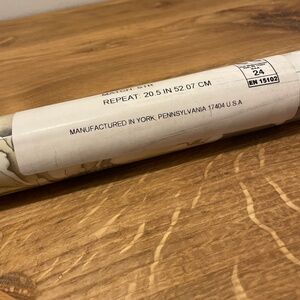 REPEAT: 20.5 IN 52.07 CM
24
EN 15102
MANUFACTURED IN YORK, PENNSYLVANIA 17404 U.S.A